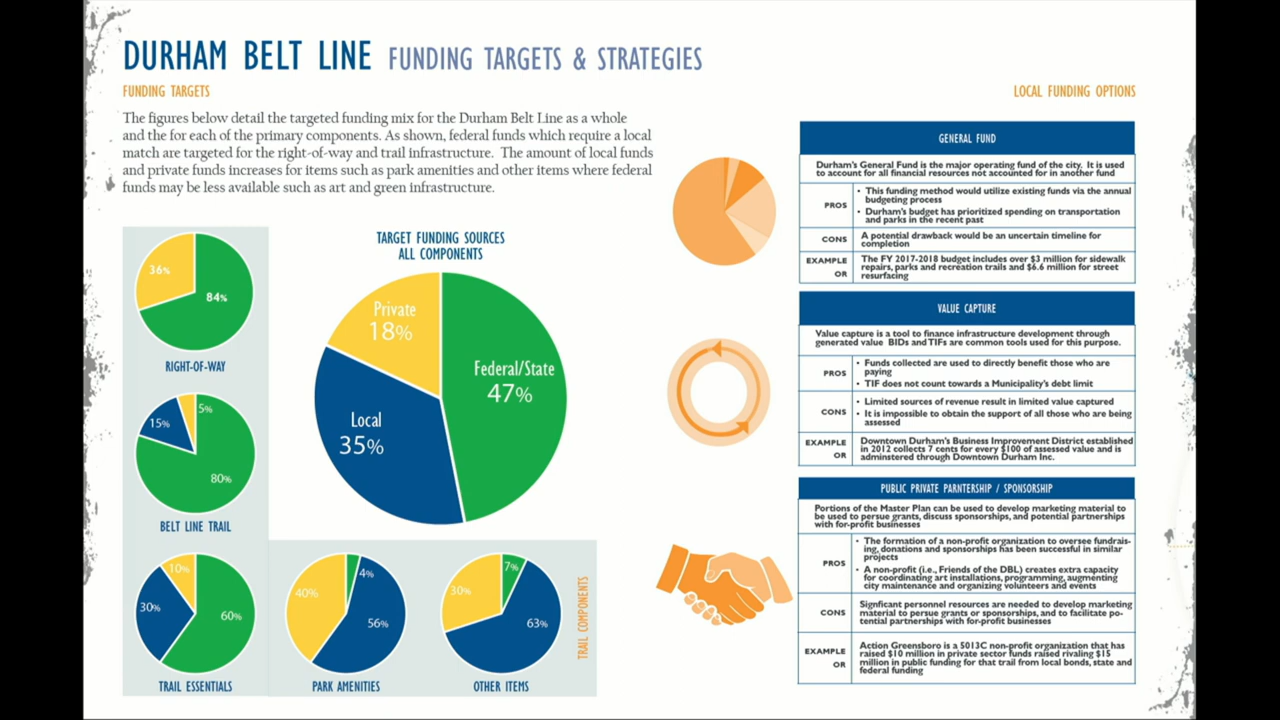 DURHAM BELT LINE FUNDING TARGETS & STRATEGIES
FUNDING TARGETS
The figures below detail the targeted funding mix for the Durham Belt Line as a whole
and the for each of the primary components. As shown, federal funds which require a local
match are targeted for the right-of-way and trail infrastructure. The amount of local funds
and private funds increases for items such as park amenities and other items where federal
funds may be less available such as art and green infrastructure.
36%
84%
RIGHT-OF-WAY
5%
15%
80%
BELT LINE TRAIL
TARGET FUNDING SOURCES
ALL COMPONENTS
Private
18%
Federal/State
47%
Local
35%
10%
30%
60%
TRAIL ESSENTIALS
4%
40%
56%
PARK AMENITIES
7%
30%
63%
OTHER ITEMS
TRAIL COMPONENTS
LOCAL FUNDING OPTIONS
GENERAL FUND
Durham's General Fund is the major operating fund of the city. It is used
to account for all financial resources not accounted for in another fund
PROS
• This funding method would utilize existing funds via the annual
budgeting process
• Durham's budget has prioritized spending on transportation
and parks in the recent past
CONS
A potential drawback would be an uncertain timeline for
completion
EXAMPLE
OR
The FY 2017-2018 budget includes over $3 million for sidewalk
repairs, parks and recreation trails and $6.6 million for street
resurfacing
VALUE CAPTURE
Value capture is a tool to finance infrastructure development through
generated value BIDs and TIFs are common tools used for this purpose.
PROS
• Funds collected are used to directly benefit those who are
paying
• TIF does not count towards a Municipality's debt limit
CONS
• Limited sources of revenue result in limited value captured
• It is impossible to obtain the support of all those who are being
assessed
EXAMPLE
OR
Downtown Durham's Business Improvement District established
in 2012 collects 7 cents for every $100 of assessed value and is
adminstered through Downtown Durham Inc.
PUBLIC PRIVATE PARNTERSHIP / SPONSORSHIP
Portions of the Master Plan can be used to develop marketing material to
be used to persue grants, discuss sponsorships, and potential partnerships
with for-profit businesses
PROS
• The formation of a non-profit organization to oversee fundrais-
ing, donations and sponsorships has been successful in similar
projects
• A non-profit (i.e., Friends of the DBL) creates extra capacity
for coordinating art installations, programming, augmenting
city maintenance and organizing volunteers and events
CONS
Signficant personnel resources are needed to develop marketing
material to persue grants or sponsorships, and to facilitate po-
tential partnerships with for-profit businesses
EXAMPLE
OR
Action Greensboro is a 5013C non-profit organization that has
raised $10 million in private sector funds raised rivaling $15
million in public funding for that trail from local bonds, state and
federal funding